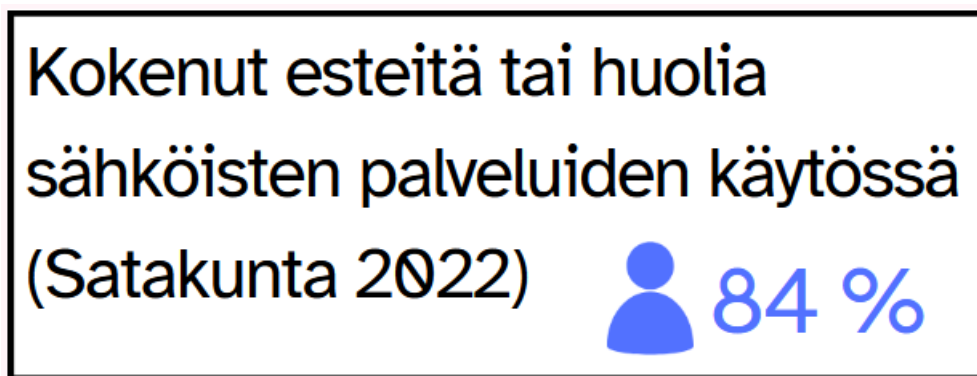 Kokenut esteitä tai huolia
sähköisten palveluiden käytössä
(Satakunta 2022)
84 %